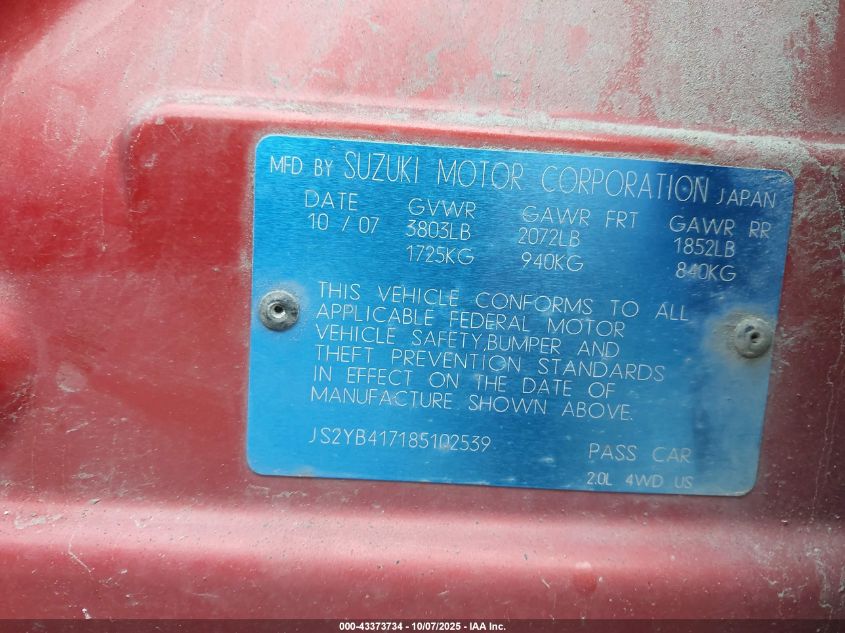 MFD BY SUZUKI MOTOR CORPORATION JAPAN
DATE GVWR GAWR FRT GAWR RR
10 / 07 3803LB 2072LB 1852LB
1725KG 940KG 840KG
THIS VEHICLE CONFORMS TO ALL
APPLICABLE FEDERAL MOTOR
VEHICLE SAFETY,BUMPER AND
THEFT PREVENTION STANDARDS
IN EFFECT ON THE DATE OF
MANUFACTURE SHOWN ABOVE.
JS2YB417185102539 PASS CAR
2.0L 4WD US
000-43373734 - 10/07/2025 - IAA Inc.